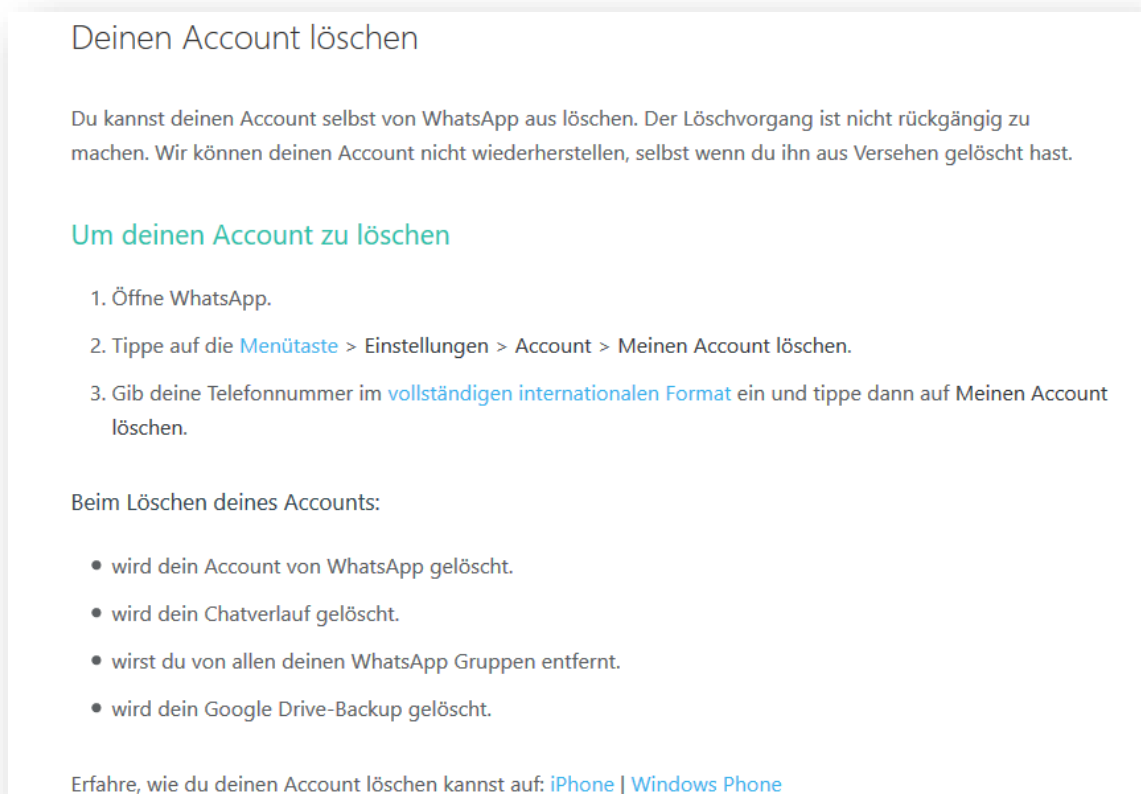 Deinen Account löschen
Du kannst deinen Account selbst von WhatsApp aus löschen. Der Löschvorgang ist nicht rückgängig zu
machen. Wir können deinen Account nicht wiederherstellen, selbst wenn du ihn aus Versehen gelöscht hast.
Um deinen Account zu löschen
1. Öffne WhatsApp.
2. Tippe auf die Menütaste > Einstellungen > Account > Meinen Account löschen.
3. Gib deine Telefonnummer im vollständigen internationalen Format ein und tippe dann auf Meinen Account
löschen.
Beim Löschen deines Accounts:
• wird dein Account von WhatsApp gelöscht.
• wird dein Chatverlauf gelöscht.
• wirst du von allen deinen WhatsApp Gruppen entfernt.
• wird dein Google Drive-Backup gelöscht.
Erfahre, wie du deinen Account löschen kannst auf: iPhone | Windows Phone